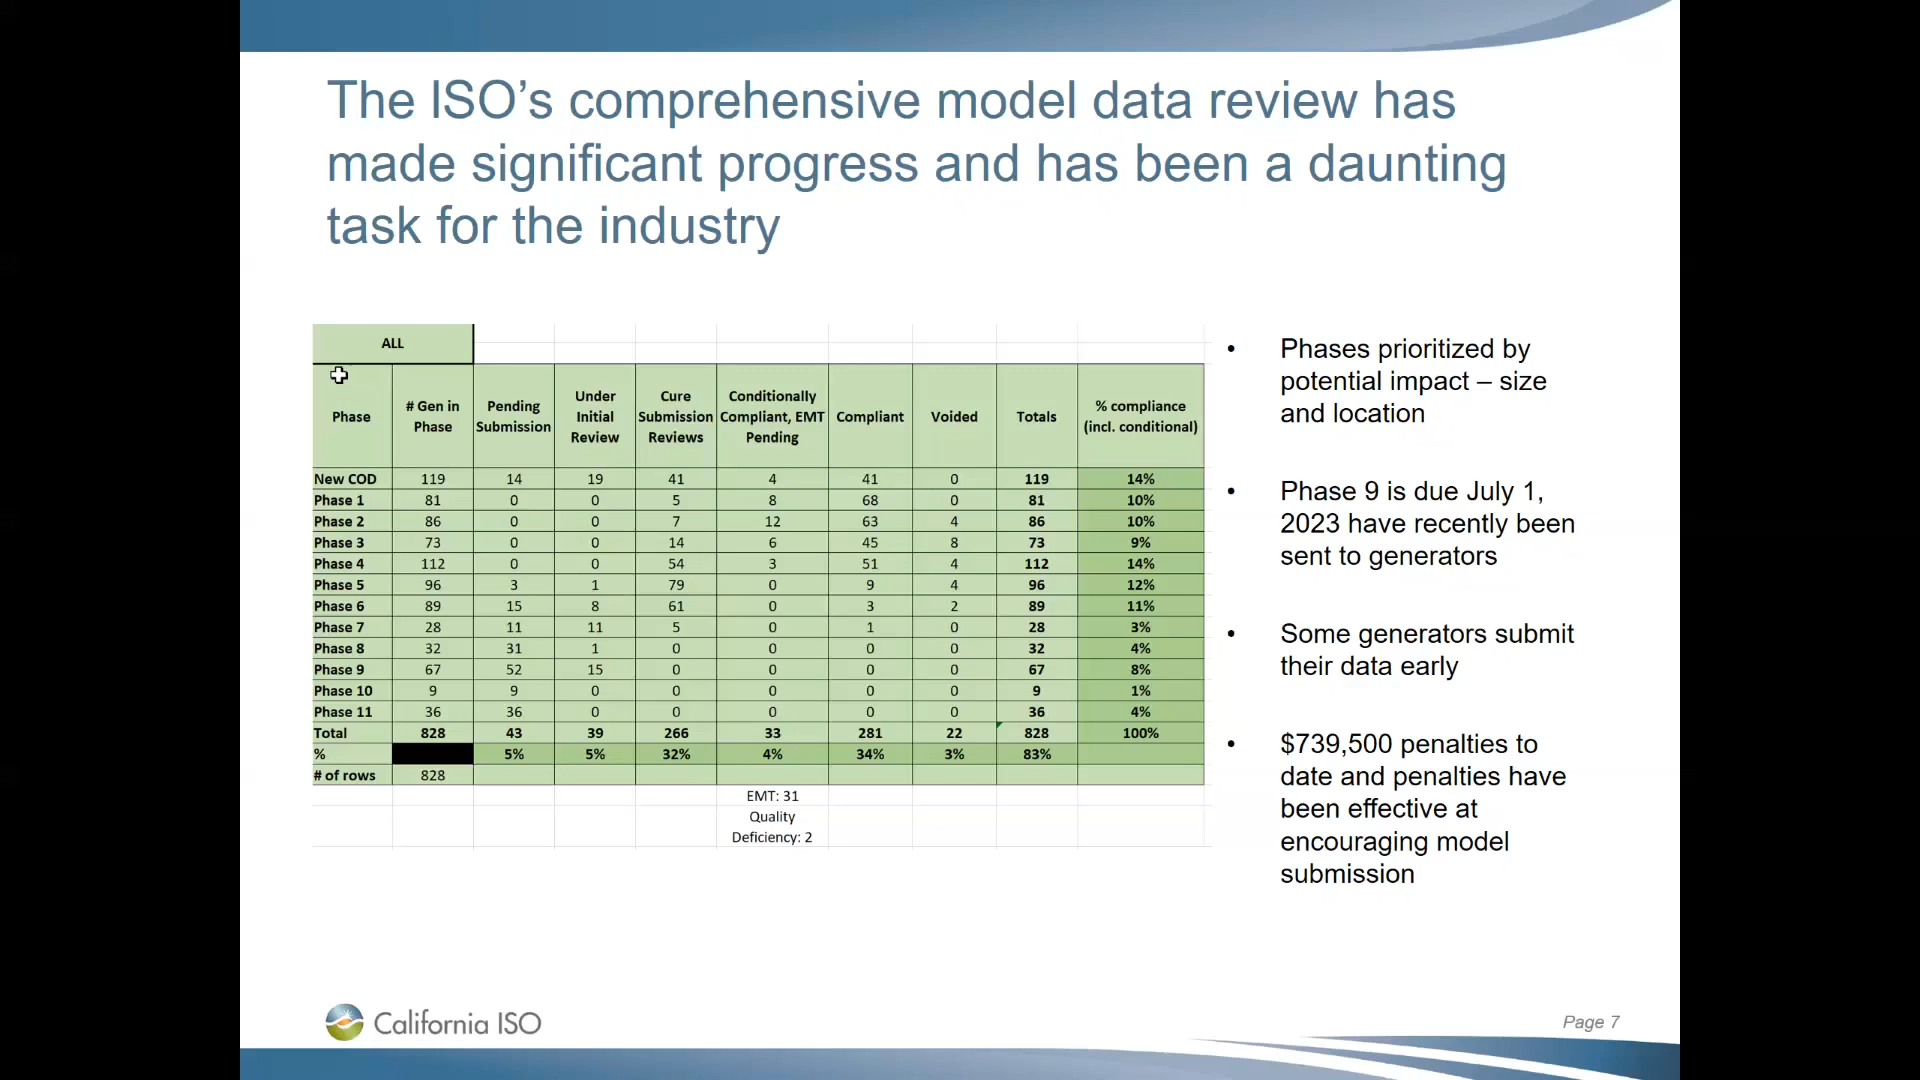 The ISO’s comprehensive model data review has
made significant progress and has been a daunting
task for the industry
ALL
Phase # Gen in Phase Pending Submission Under Initial Review Cure Submission Reviews Conditionally Compliant, EMT Pending Compliant Voided Totals % compliance (incl. conditional)
New COD 119 14 19 41 4 41 0 119 14%
Phase 1 81 0 0 5 8 68 0 81 10%
Phase 2 86 0 0 7 12 63 4 86 10%
Phase 3 73 0 0 14 6 45 8 73 9%
Phase 4 112 0 0 54 3 51 4 112 14%
Phase 5 96 3 1 79 0 9 4 96 12%
Phase 6 89 15 8 61 0 3 2 89 11%
Phase 7 28 11 11 5 0 1 0 28 3%
Phase 8 32 31 1 0 0 0 0 32 4%
Phase 9 67 52 15 0 0 0 0 67 8%
Phase 10 9 9 0 0 0 0 0 9 1%
Phase 11 36 36 0 0 0 0 0 36 4%
Total 828 43 39 266 33 281 22 828 100%
% 5% 5% 32% 4% 34% 3% 83%
# of rows 828
EMT: 31
Quality
Deficiency: 2
• Phases prioritized by
potential impact – size
and location
• Phase 9 is due July 1,
2023 have recently been
sent to generators
• Some generators submit
their data early
• $739,500 penalties to
date and penalties have
been effective at
encouraging model
submission
California ISO
Page 7